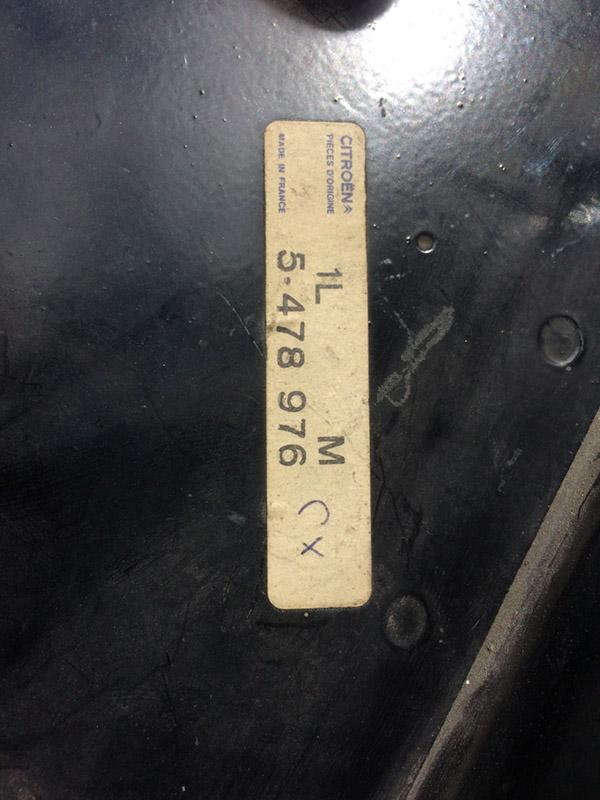 CITROËN
PIECES D'ORIGINE
MADE IN FRANCE
1L M
5-478 976
CX